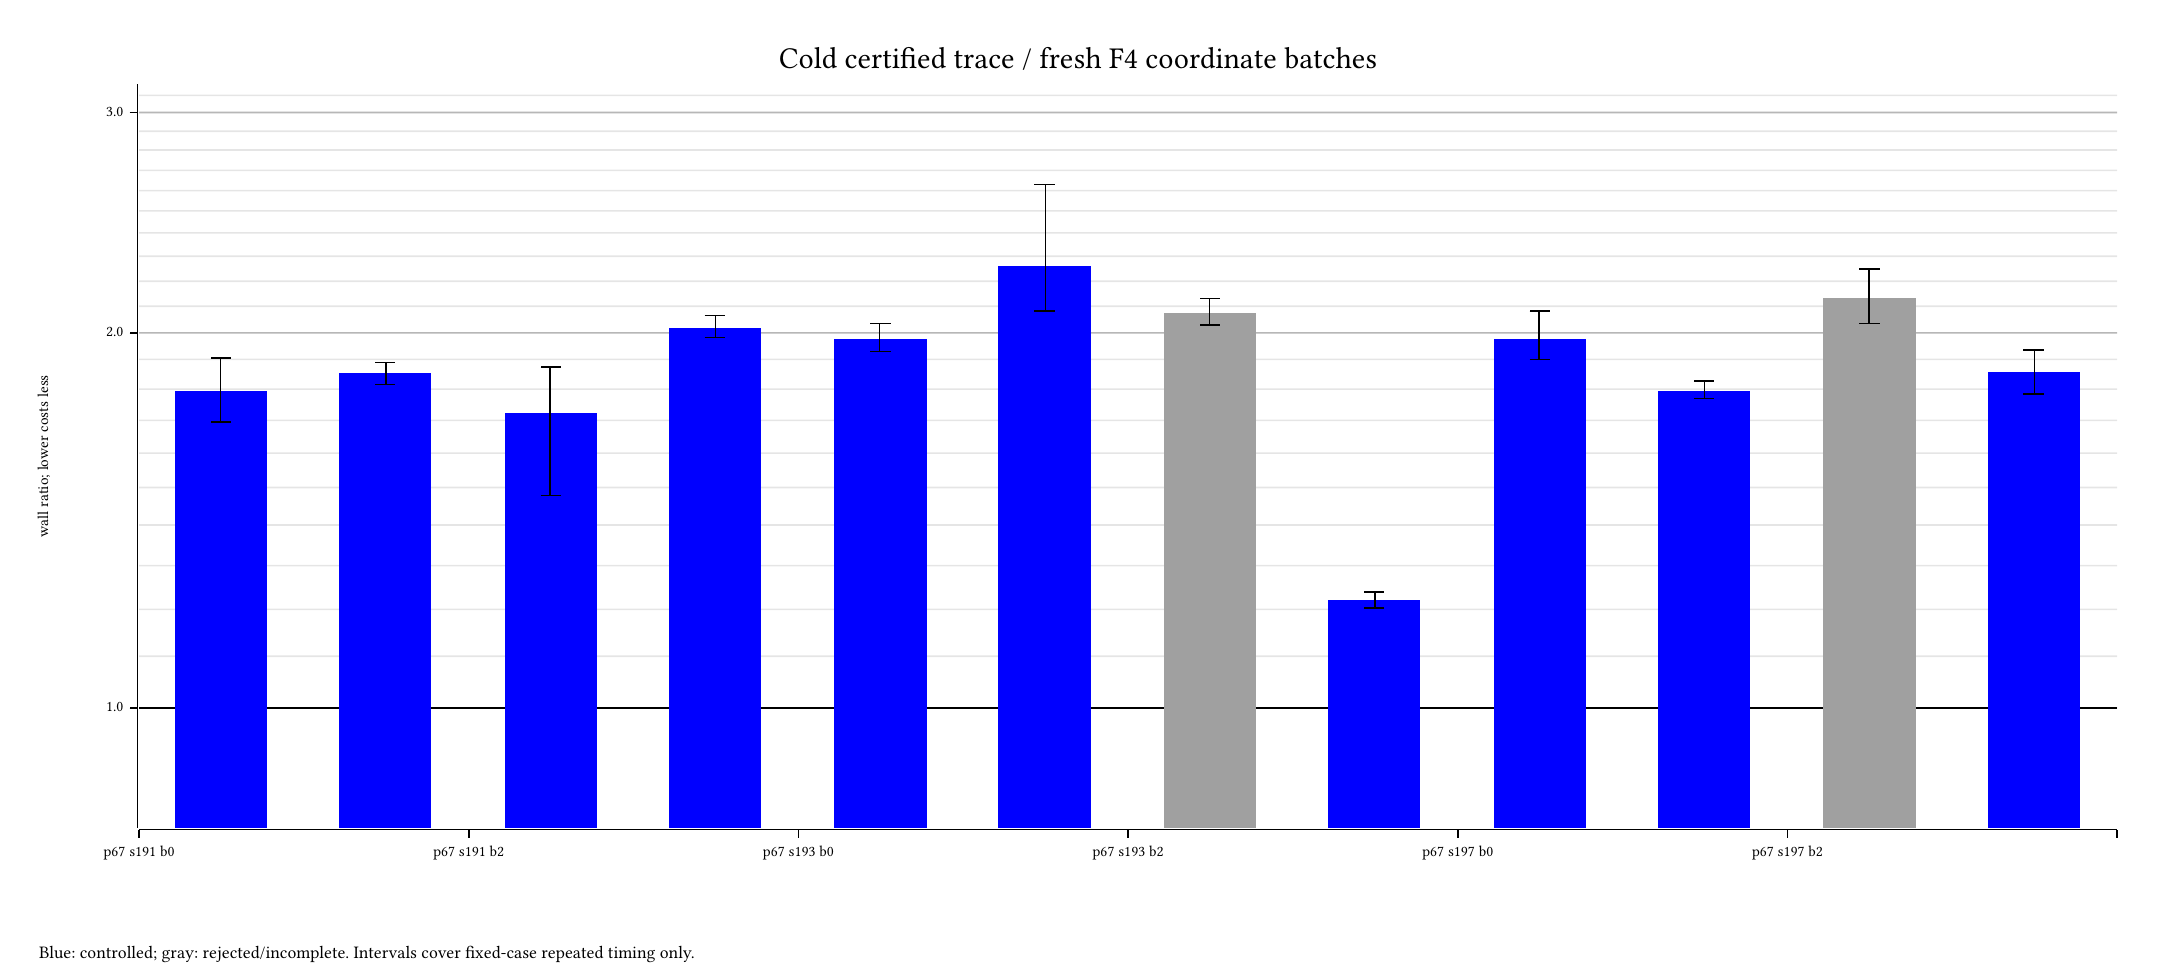 Cold certified trace / fresh F4 coordinate batches
3.0
2.0
1.0
wall ratio; lower costs less
p67 s191 b0
p67 s191 b2
p67 s193 b0
p67 s193 b2
p67 s197 b0
p67 s197 b2
Blue: controlled; gray: rejected/incomplete. Intervals cover fixed-case repeated timing only.